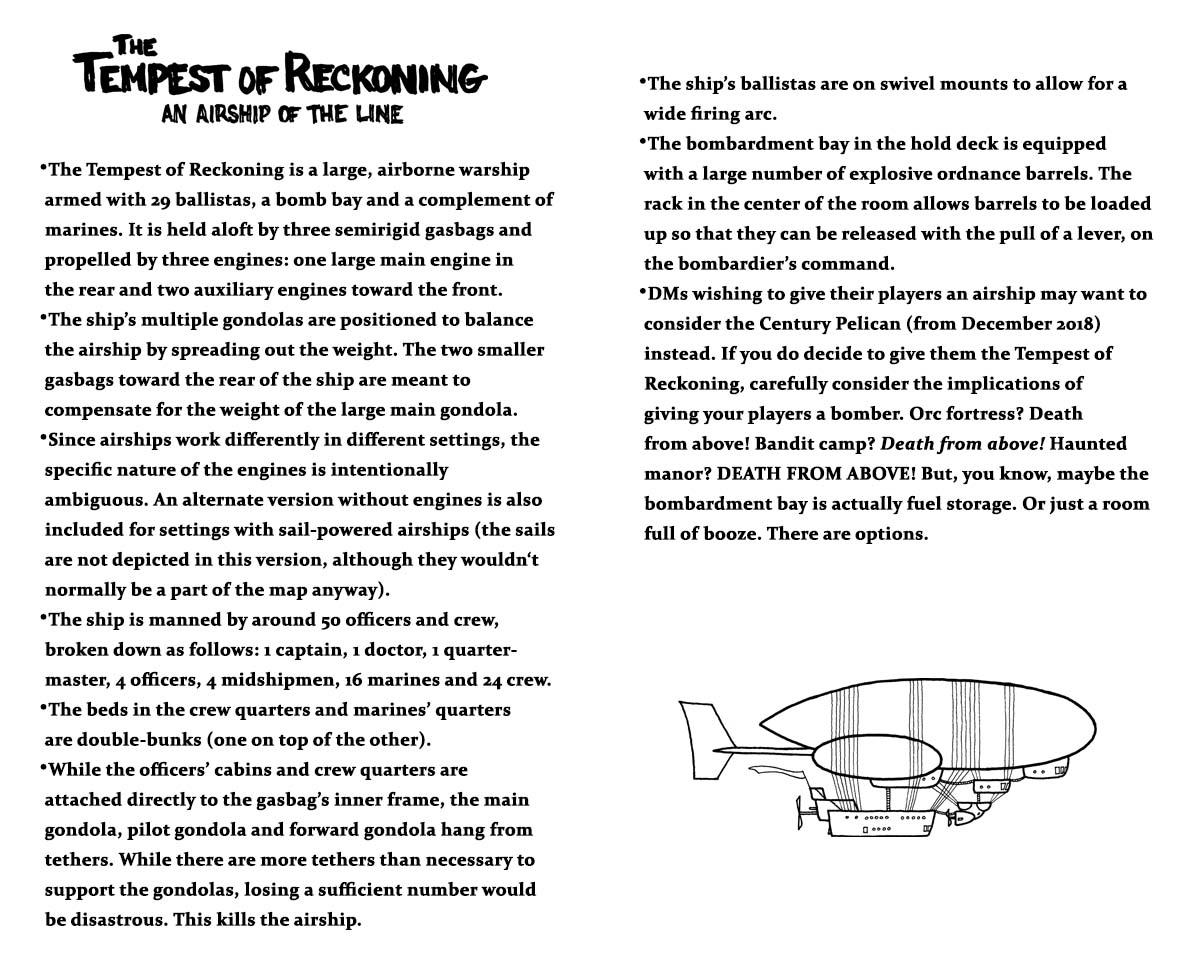 THE
TEMPEST OF RECKONING
AN AIRSHIP OF THE LINE
•The Tempest of Reckoning is a large, airborne warship
armed with 29 ballistas, a bomb bay and a complement of
marines. It is held aloft by three semirigid gasbags and
propelled by three engines: one large main engine in
the rear and two auxiliary engines toward the front.
•The ship’s multiple gondolas are positioned to balance
the airship by spreading out the weight. The two smaller
gasbags toward the rear of the ship are meant to
compensate for the weight of the large main gondola.
•Since airships work differently in different settings, the
specific nature of the engines is intentionally
ambiguous. An alternate version without engines is also
included for settings with sail-powered airships (the sails
are not depicted in this version, although they wouldn‘t
normally be a part of the map anyway).
•The ship is manned by around 50 officers and crew,
broken down as follows: 1 captain, 1 doctor, 1 quarter-
master, 4 officers, 4 midshipmen, 16 marines and 24 crew.
•The beds in the crew quarters and marines’ quarters
are double-bunks (one on top of the other).
•While the officers’ cabins and crew quarters are
attached directly to the gasbag’s inner frame, the main
gondola, pilot gondola and forward gondola hang from
tethers. While there are more tethers than necessary to
support the gondolas, losing a sufficient number would
be disastrous. This kills the airship.
•The ship’s ballistas are on swivel mounts to allow for a
wide firing arc.
•The bombardment bay in the hold deck is equipped
with a large number of explosive ordnance barrels. The
rack in the center of the room allows barrels to be loaded
up so that they can be released with the pull of a lever, on
the bombardier’s command.
•DMs wishing to give their players an airship may want to
consider the Century Pelican (from December 2018)
instead. If you do decide to give them the Tempest of
Reckoning, carefully consider the implications of
giving your players a bomber. Orc fortress? Death
from above! Bandit camp? Death from above! Haunted
manor? DEATH FROM ABOVE! But, you know, maybe the
bombardment bay is actually fuel storage. Or just a room
full of booze. There are options.